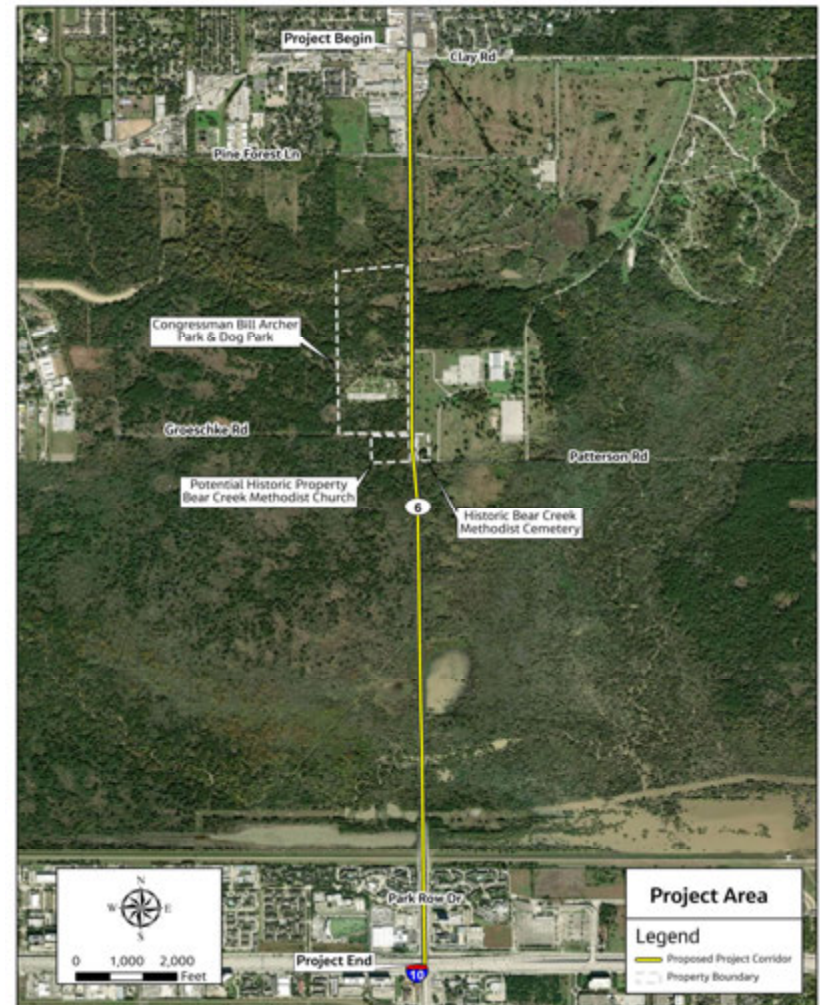 Project Begin
Clay Rd
Pine Forest Ln
Congressman Bill Archer
Park & Dog Park
Groeschke Rd
Patterson Rd
Potential Historic Property
Bear Creek Methodist Church
6
Historic Bear Creek
Methodist Cemetery
Park Row Dr
Project End
10
N
W E
S
0 1,000 2,000
Feet
Project Area
Legend
Proposed Project Corridor
Property Boundary